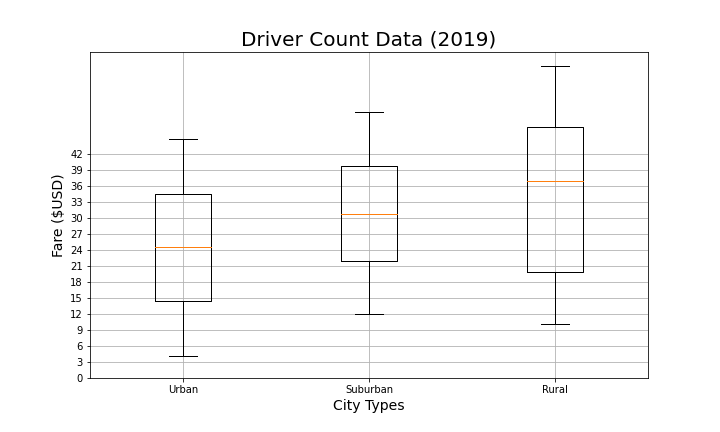 Driver Count Data (2019)
Fare ($USD)
42
39
36
33
30
27
24
21
18
15
12
9
6
3
0
Urban
Suburban
Rural
City Types